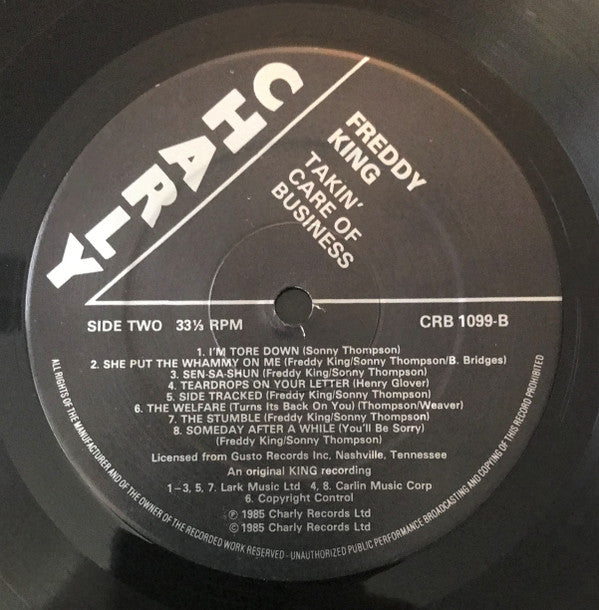 CHARLY
FREDDY
KING
TAKIN'
CARE OF
BUSINESS
SIDE TWO 33⅓ RPM
CRB 1099-B
1. I'M TORE DOWN (Sonny Thompson)
2. SHE PUT THE WHAMMY ON ME (Freddy King/Sonny Thompson/B. Bridges)
3. SEN-SA-SHUN (Freddy King/Sonny Thompson)
4. TEARDROPS ON YOUR LETTER (Henry Glover)
5. SIDE TRACKED (Freddy King/Sonny Thompson)
6. THE WELFARE (Turns Its Back On You) (Thompson/Weaver)
7. THE STUMBLE (Freddy King/Sonny Thompson)
8. SOMEDAY AFTER A WHILE (You'll Be Sorry)
(Freddy King/Sonny Thompson)
Licensed from Gusto Records Inc, Nashville, Tennessee
An original KING recording
1–3, 5, 7. Lark Music Ltd 4, 8. Carlin Music Corp
6. Copyright Control
℗ 1985 Charly Records Ltd
© 1985 Charly Records Ltd
ALL RIGHTS OF THE MANUFACTURER AND OF THE OWNER OF THE RECORDED WORK RESERVED - UNAUTHORIZED PUBLIC PERFORMANCE BROADCASTING AND COPYING OF THIS RECORD PROHIBITED